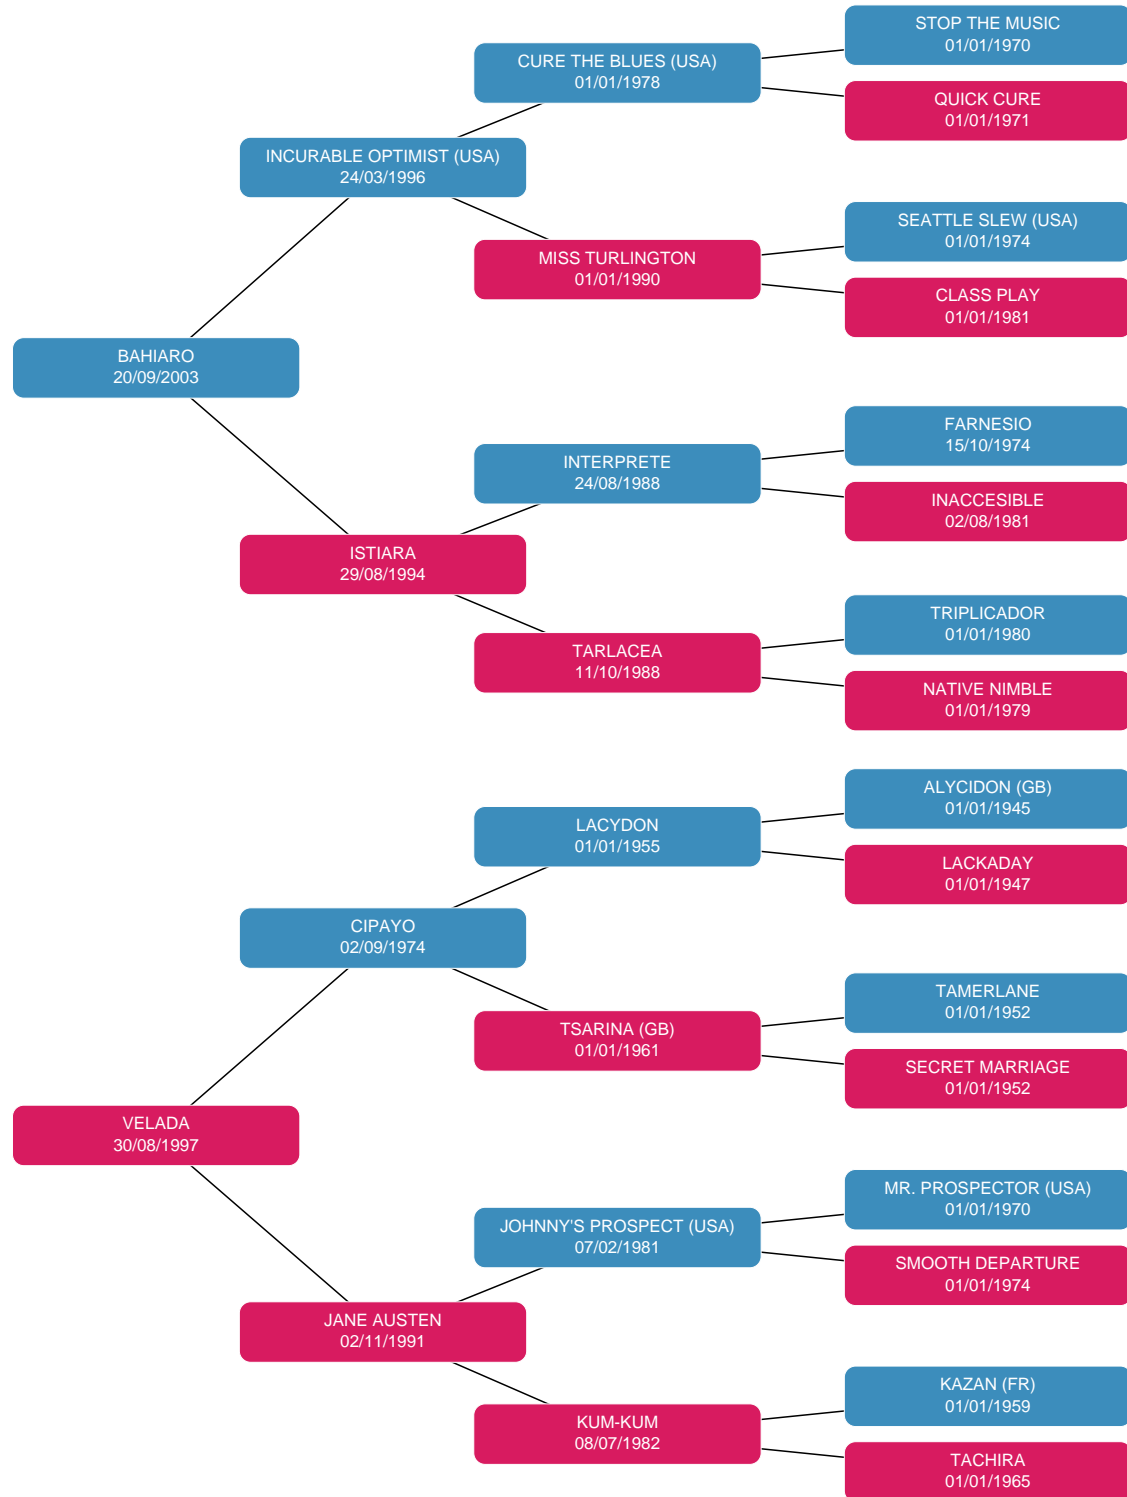 STOP THE MUSIC
01/01/1970
CURE THE BLUES (USA)
01/01/1978
QUICK CURE
01/01/1971
INCURABLE OPTIMIST (USA)
24/03/1996
SEATTLE SLEW (USA)
01/01/1974
MISS TURLINGTON
01/01/1990
CLASS PLAY
01/01/1981
BAHIARO
20/09/2003
FARNESIO
15/10/1974
INTERPRETE
24/08/1988
INACCESIBLE
02/08/1981
ISTIARA
29/08/1994
TRIPLICADOR
01/01/1980
TARLACEA
11/10/1988
NATIVE NIMBLE
01/01/1979
ALYCIDON (GB)
01/01/1945
LACYDON
01/01/1955
LACKADAY
01/01/1947
CIPAYO
02/09/1974
TAMERLANE
01/01/1952
TSARINA (GB)
01/01/1961
SECRET MARRIAGE
01/01/1952
VELADA
30/08/1997
MR. PROSPECTOR (USA)
01/01/1970
JOHNNY'S PROSPECT (USA)
07/02/1981
SMOOTH DEPARTURE
01/01/1974
JANE AUSTEN
02/11/1991
KAZAN (FR)
01/01/1959
KUM-KUM
08/07/1982
TACHIRA
01/01/1965